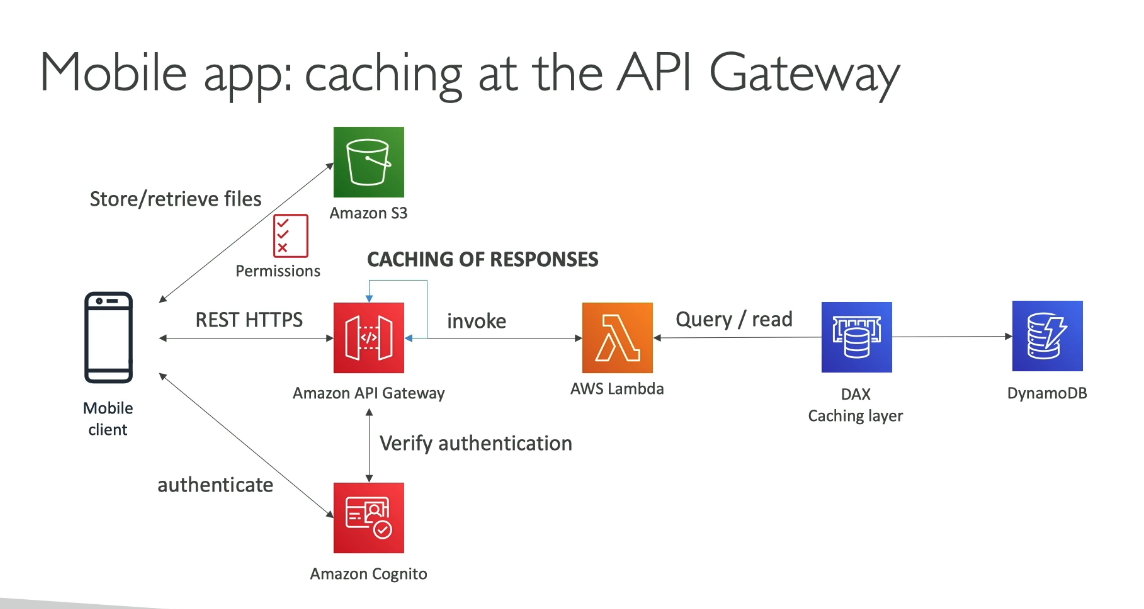 Mobile app: caching at the API Gateway
Store/retrieve files
Amazon S3
Permissions
CACHING OF RESPONSES
REST HTTPS
invoke
Query / read
</>
Amazon API Gateway
AWS Lambda
DAX
Caching layer
DynamoDB
Mobile
client
Verify authentication
authenticate
Amazon Cognito